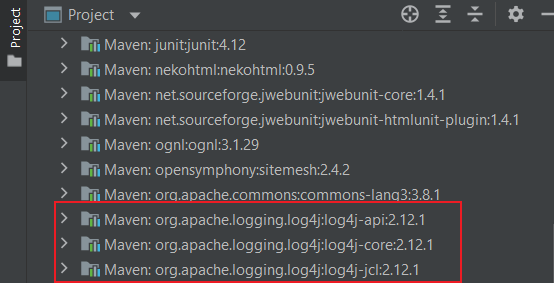 Project
Project
Maven: junit:junit:4.12
Maven: nekohtml:nekohtml:0.9.5
Maven: net.sourceforge.jwebunit:jwebunit-core:1.4.1
Maven: net.sourceforge.jwebunit:jwebunit-htmlunit-plugin:1.4.1
Maven: ognl:ognl:3.1.29
Maven: opensymphony:sitemesh:2.4.2
Maven: org.apache.commons:commons-lang3:3.8.1
Maven: org.apache.logging.log4j:log4j-api:2.12.1
Maven: org.apache.logging.log4j:log4j-core:2.12.1
Maven: org.apache.logging.log4j:log4j-jcl:2.12.1